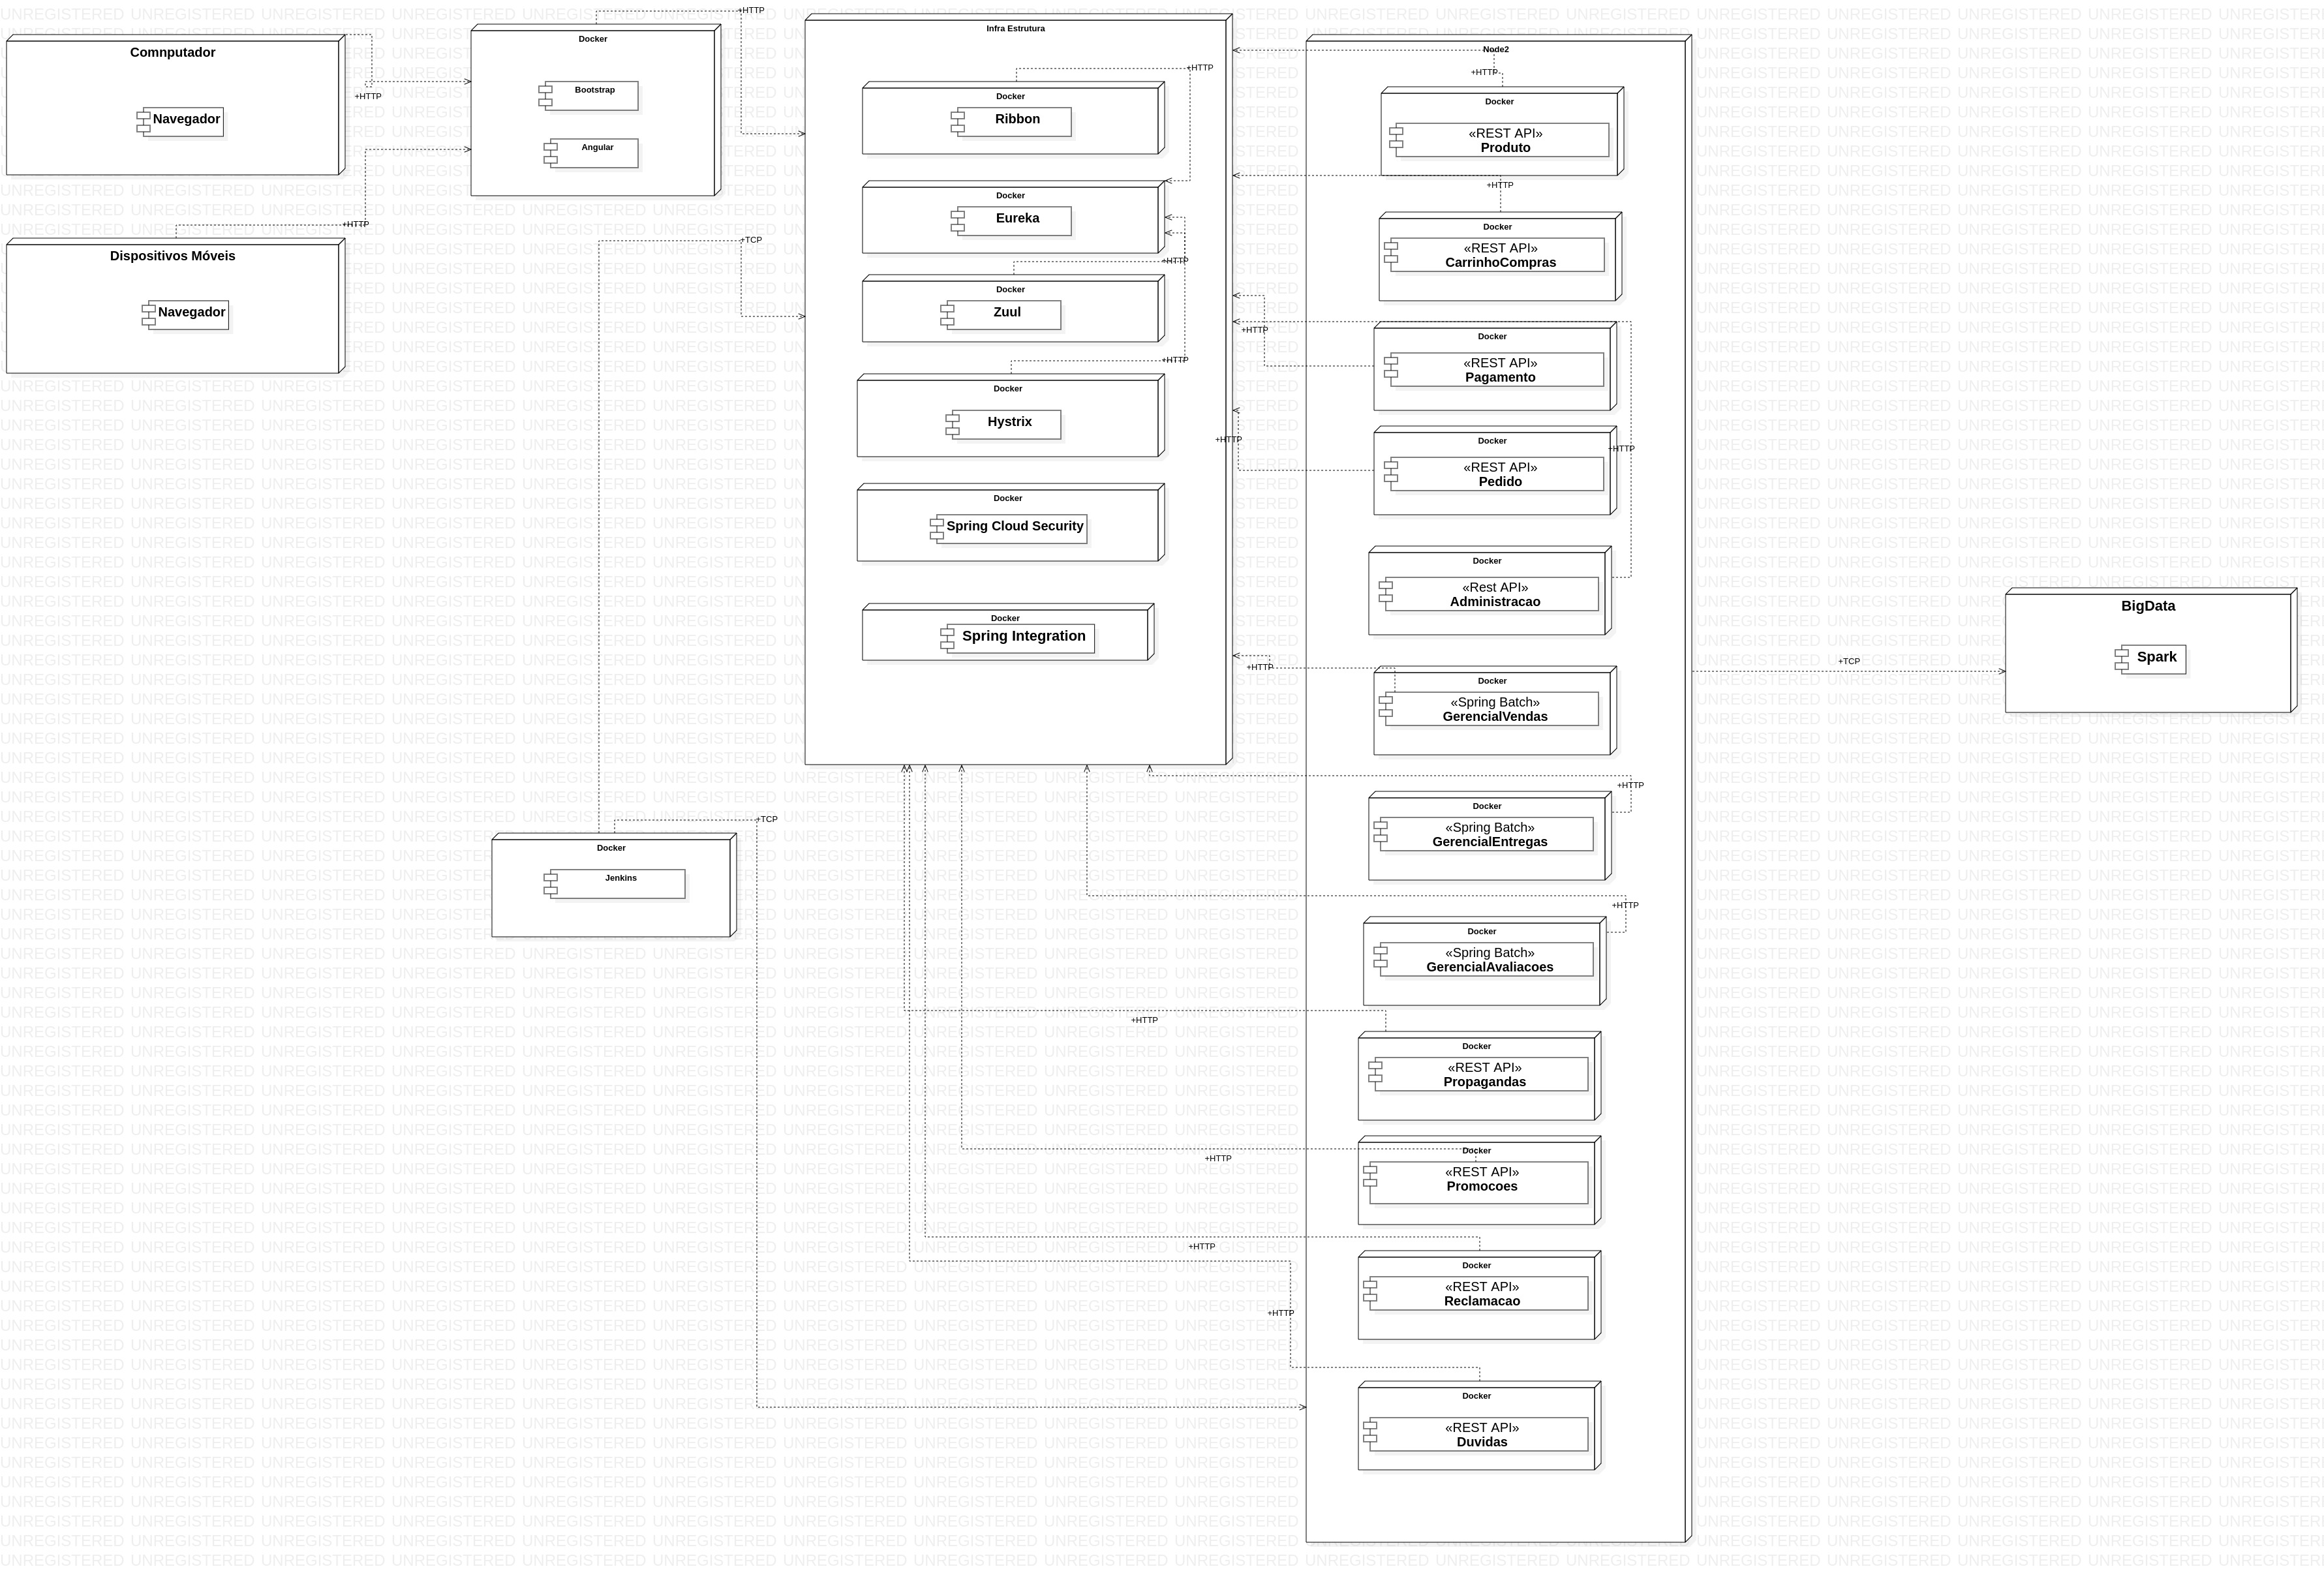 Comnputador
Navegador
+HTTP
Dispositivos Móveis
Navegador
+HTTP
Docker
Bootstrap
Angular
+HTTP
+TCP
Docker
Jenkins
+TCP
Infra Estrutura
+HTTP
Docker
Ribbon
Docker
Eureka
+HTTP
Docker
Zuul
+HTTP
Docker
Hystrix
Docker
Spring Cloud Security
Docker
Spring Integration
Node2
+HTTP
Docker
«REST API»
Produto
+HTTP
Docker
«REST API»
CarrinhoCompras
+HTTP
Docker
«REST API»
Pagamento
+HTTP
Docker
«REST API»
Pedido
+HTTP
Docker
«Rest API»
Administracao
+HTTP
Docker
«Spring Batch»
GerencialVendas
+HTTP
Docker
«Spring Batch»
GerencialEntregas
+HTTP
Docker
«Spring Batch»
GerencialAvaliacoes
+HTTP
Docker
«REST API»
Propagandas
+HTTP
Docker
«REST API»
Promocoes
+HTTP
Docker
«REST API»
Reclamacao
+HTTP
Docker
«REST API»
Duvidas
+TCP
BigData
Spark
UNREGISTERED